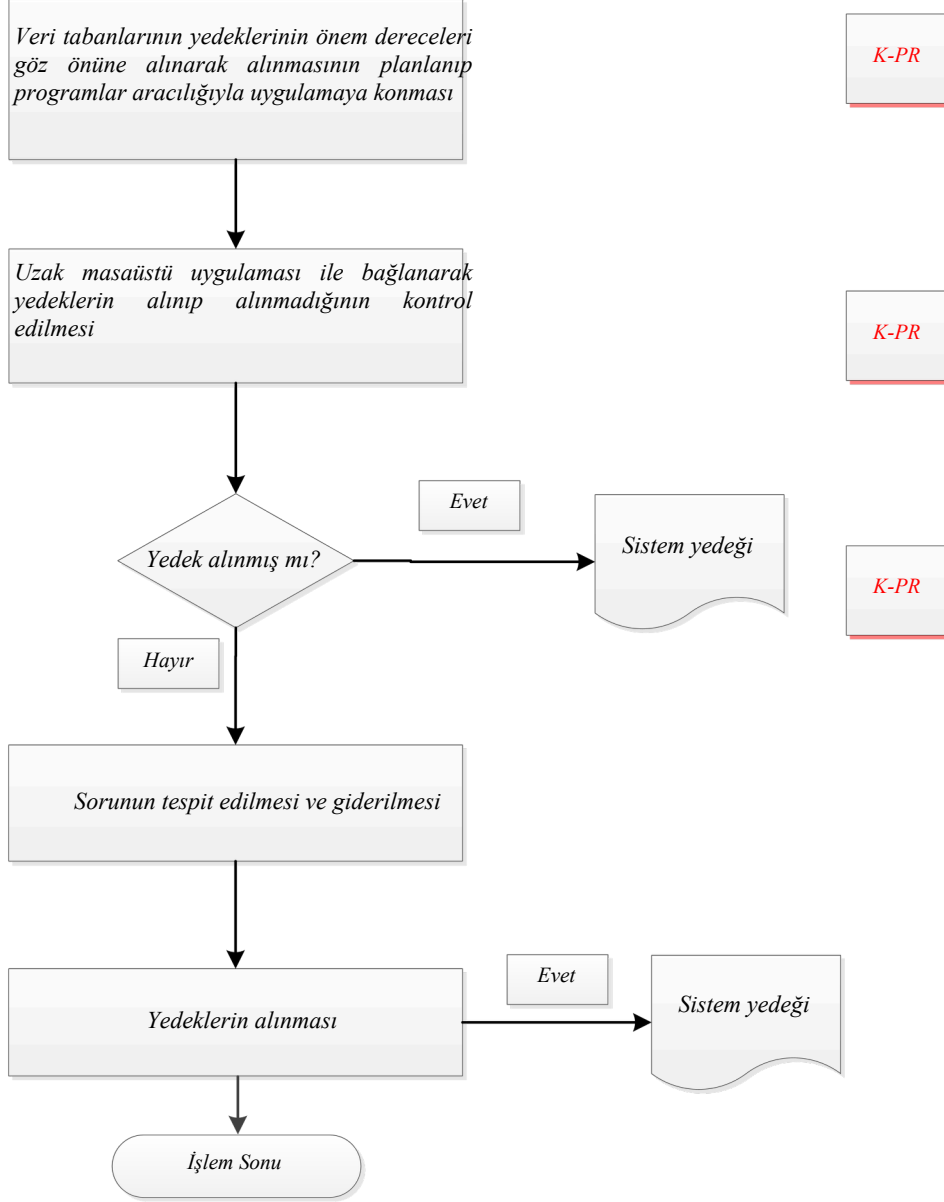 Veri tabanlarının yedeklerinin önem dereceleri
göz önüne alınarak alınmasının planlanıp
programlar aracılığıyla uygulamaya konması
K-PR
Uzak masaüstü uygulaması ile bağlanarak
yedeklerin alınıp alınmadığının kontrol
edilmesi
K-PR
Evet
Yedek alınmış mı?
Sistem yedeği
K-PR
Hayır
Sorunun tespit edilmesi ve giderilmesi
Evet
Yedeklerin alınması
Sistem yedeği
İşlem Sonu